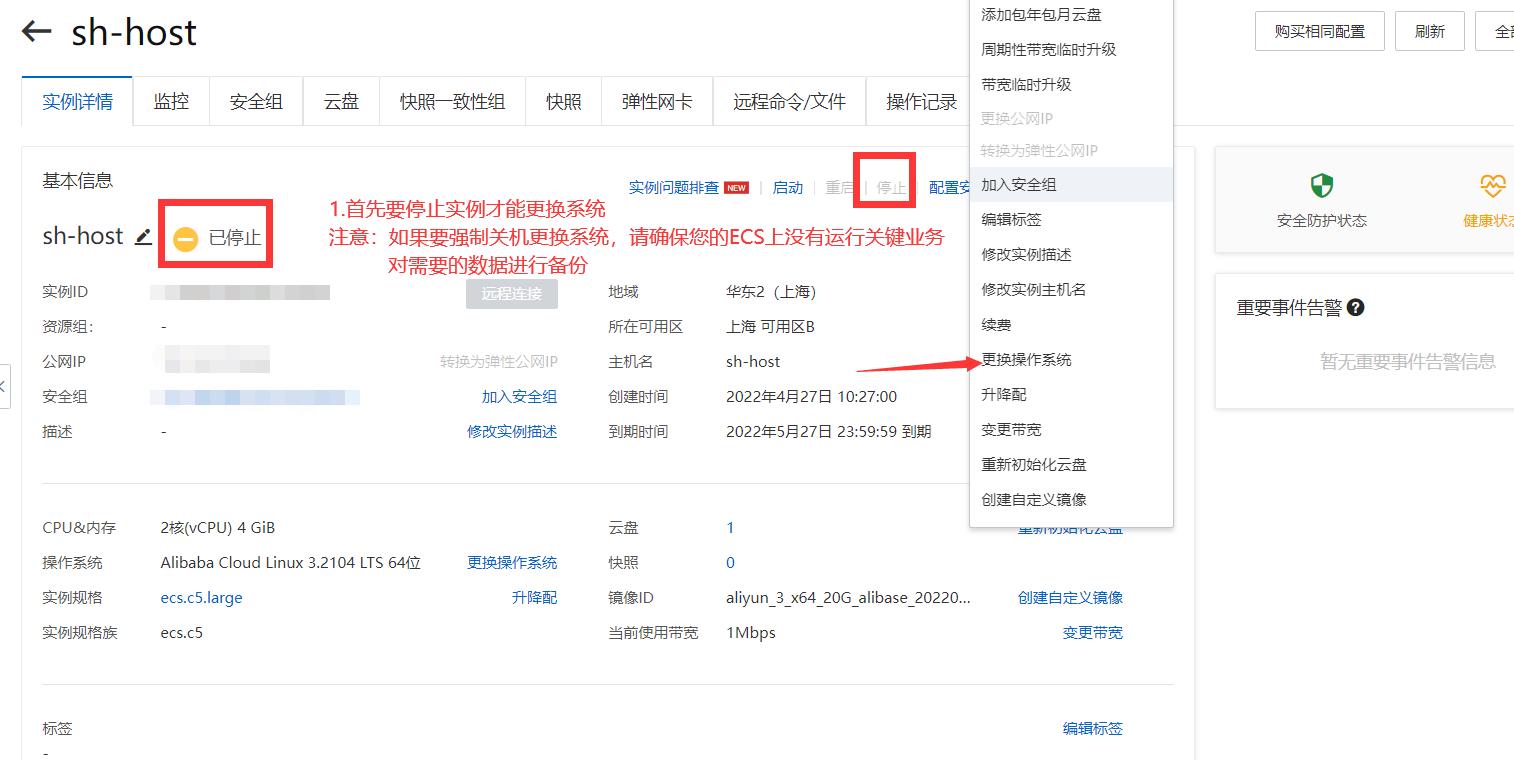 sh-host
购买相同配置
刷新
实例详情
监控
安全组
云盘
快照一致性组
快照
弹性网卡
远程命令/文件
操作记录
添加包年包月云盘
周期性带宽临时升级
带宽临时升级
更换公网IP
转换为弹性公网IP
加入安全组
编辑标签
修改实例描述
修改实例主机名
续费
更换操作系统
升降配
变更带宽
重新初始化云盘
创建自定义镜像
基本信息
实例问题排查 NEW 启动 重启 停止 配置安
sh-host 已停止
1.首先要停止实例才能更换系统
注意：如果要强制关机更换系统，请确保您的ECS上没有运行关键业务
对需要的数据进行备份
实例ID 远程连接 地域 华东2（上海）
资源组: - 所在可用区 上海 可用区B
公网IP 转换为弹性公网IP 主机名 sh-host
安全组 加入安全组 创建时间 2022年4月27日 10:27:00
描述 - 修改实例描述 到期时间 2022年5月27日 23:59:59 到期
CPU&内存 2核(vCPU) 4 GiB 云盘 1 重新初始化云盘
操作系统 Alibaba Cloud Linux 3.2104 LTS 64位 更换操作系统 快照 0
实例规格 ecs.c5.large 升降配 镜像ID aliyun_3_x64_20G_alibase_20220... 创建自定义镜像
实例规格族 ecs.c5 当前使用带宽 1Mbps 变更带宽
标签 编辑标签
-
安全防护状态
健康状态
重要事件告警
暂无重要事件告警信息